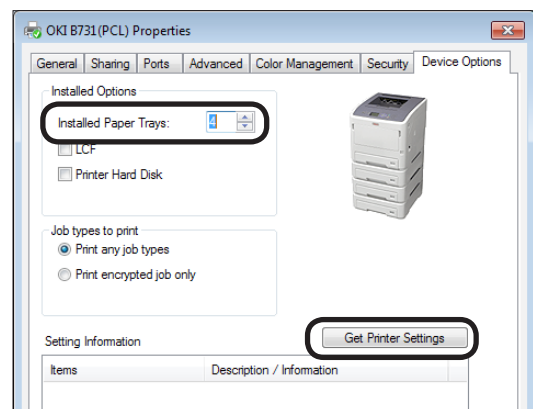 OKI B731(PCL) Properties
General Sharing Ports Advanced Color Management Security Device Options
Installed Options
Installed Paper Trays: 4
LCF
Printer Hard Disk
Job types to print
Print any job types
Print encrypted job only
Get Printer Settings
Setting Information
Items Description / Information